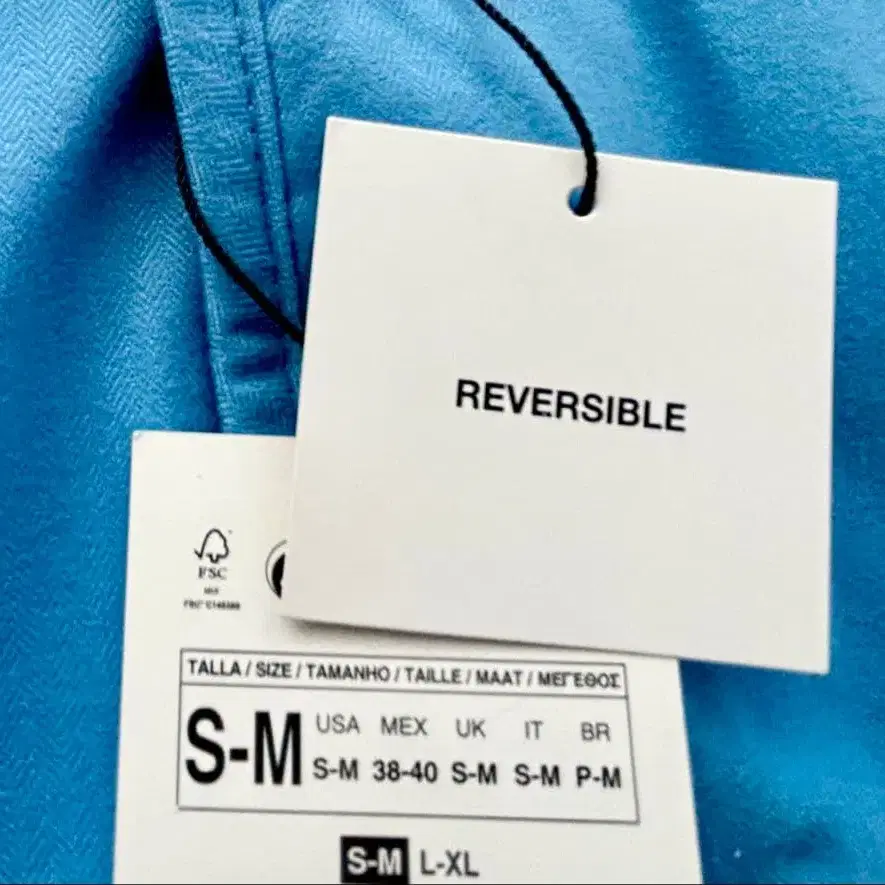 REVERSIBLE
FSC
TALLA / SIZE / TAMANHO / TAILLE / MAAT / ΜΕΓΕΘΟΣ
S-M
USA MEX UK IT BR
S-M 38-40 S-M S-M P-M
S-M L-XL